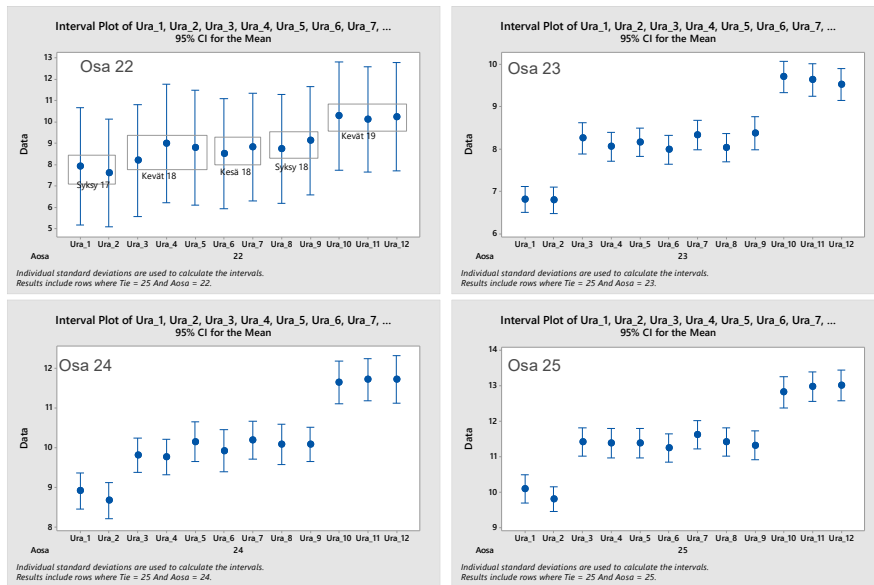 Interval Plot of Ura_1, Ura_2, Ura_3, Ura_4, Ura_5, Ura_6, Ura_7, ...
95% CI for the Mean
Osa 22
Data
13
12
11
10
9
8
7
6
5
Syksy 17
Kevät 18
Kesä 18
Syksy 18
Kevät 19
Ura_1 Ura_2 Ura_3 Ura_4 Ura_5 Ura_6 Ura_7 Ura_8 Ura_9 Ura_10 Ura_11 Ura_12
Aosa 22
Individual standard deviations are used to calculate the intervals.
Results include rows where Tie = 25 And Aosa = 22.
Interval Plot of Ura_1, Ura_2, Ura_3, Ura_4, Ura_5, Ura_6, Ura_7, ...
95% CI for the Mean
Osa 23
Data
10
9
8
7
6
Ura_1 Ura_2 Ura_3 Ura_4 Ura_5 Ura_6 Ura_7 Ura_8 Ura_9 Ura_10 Ura_11 Ura_12
Aosa 23
Individual standard deviations are used to calculate the intervals.
Results include rows where Tie = 25 And Aosa = 23.
Interval Plot of Ura_1, Ura_2, Ura_3, Ura_4, Ura_5, Ura_6, Ura_7, ...
95% CI for the Mean
Osa 24
Data
12
11
10
9
8
Ura_1 Ura_2 Ura_3 Ura_4 Ura_5 Ura_6 Ura_7 Ura_8 Ura_9 Ura_10 Ura_11 Ura_12
Aosa 24
Individual standard deviations are used to calculate the intervals.
Results include rows where Tie = 25 And Aosa = 24.
Interval Plot of Ura_1, Ura_2, Ura_3, Ura_4, Ura_5, Ura_6, Ura_7, ...
95% CI for the Mean
Osa 25
Data
14
13
12
11
10
9
Ura_1 Ura_2 Ura_3 Ura_4 Ura_5 Ura_6 Ura_7 Ura_8 Ura_9 Ura_10 Ura_11 Ura_12
Aosa 25
Individual standard deviations are used to calculate the intervals.
Results include rows where Tie = 25 And Aosa = 25.